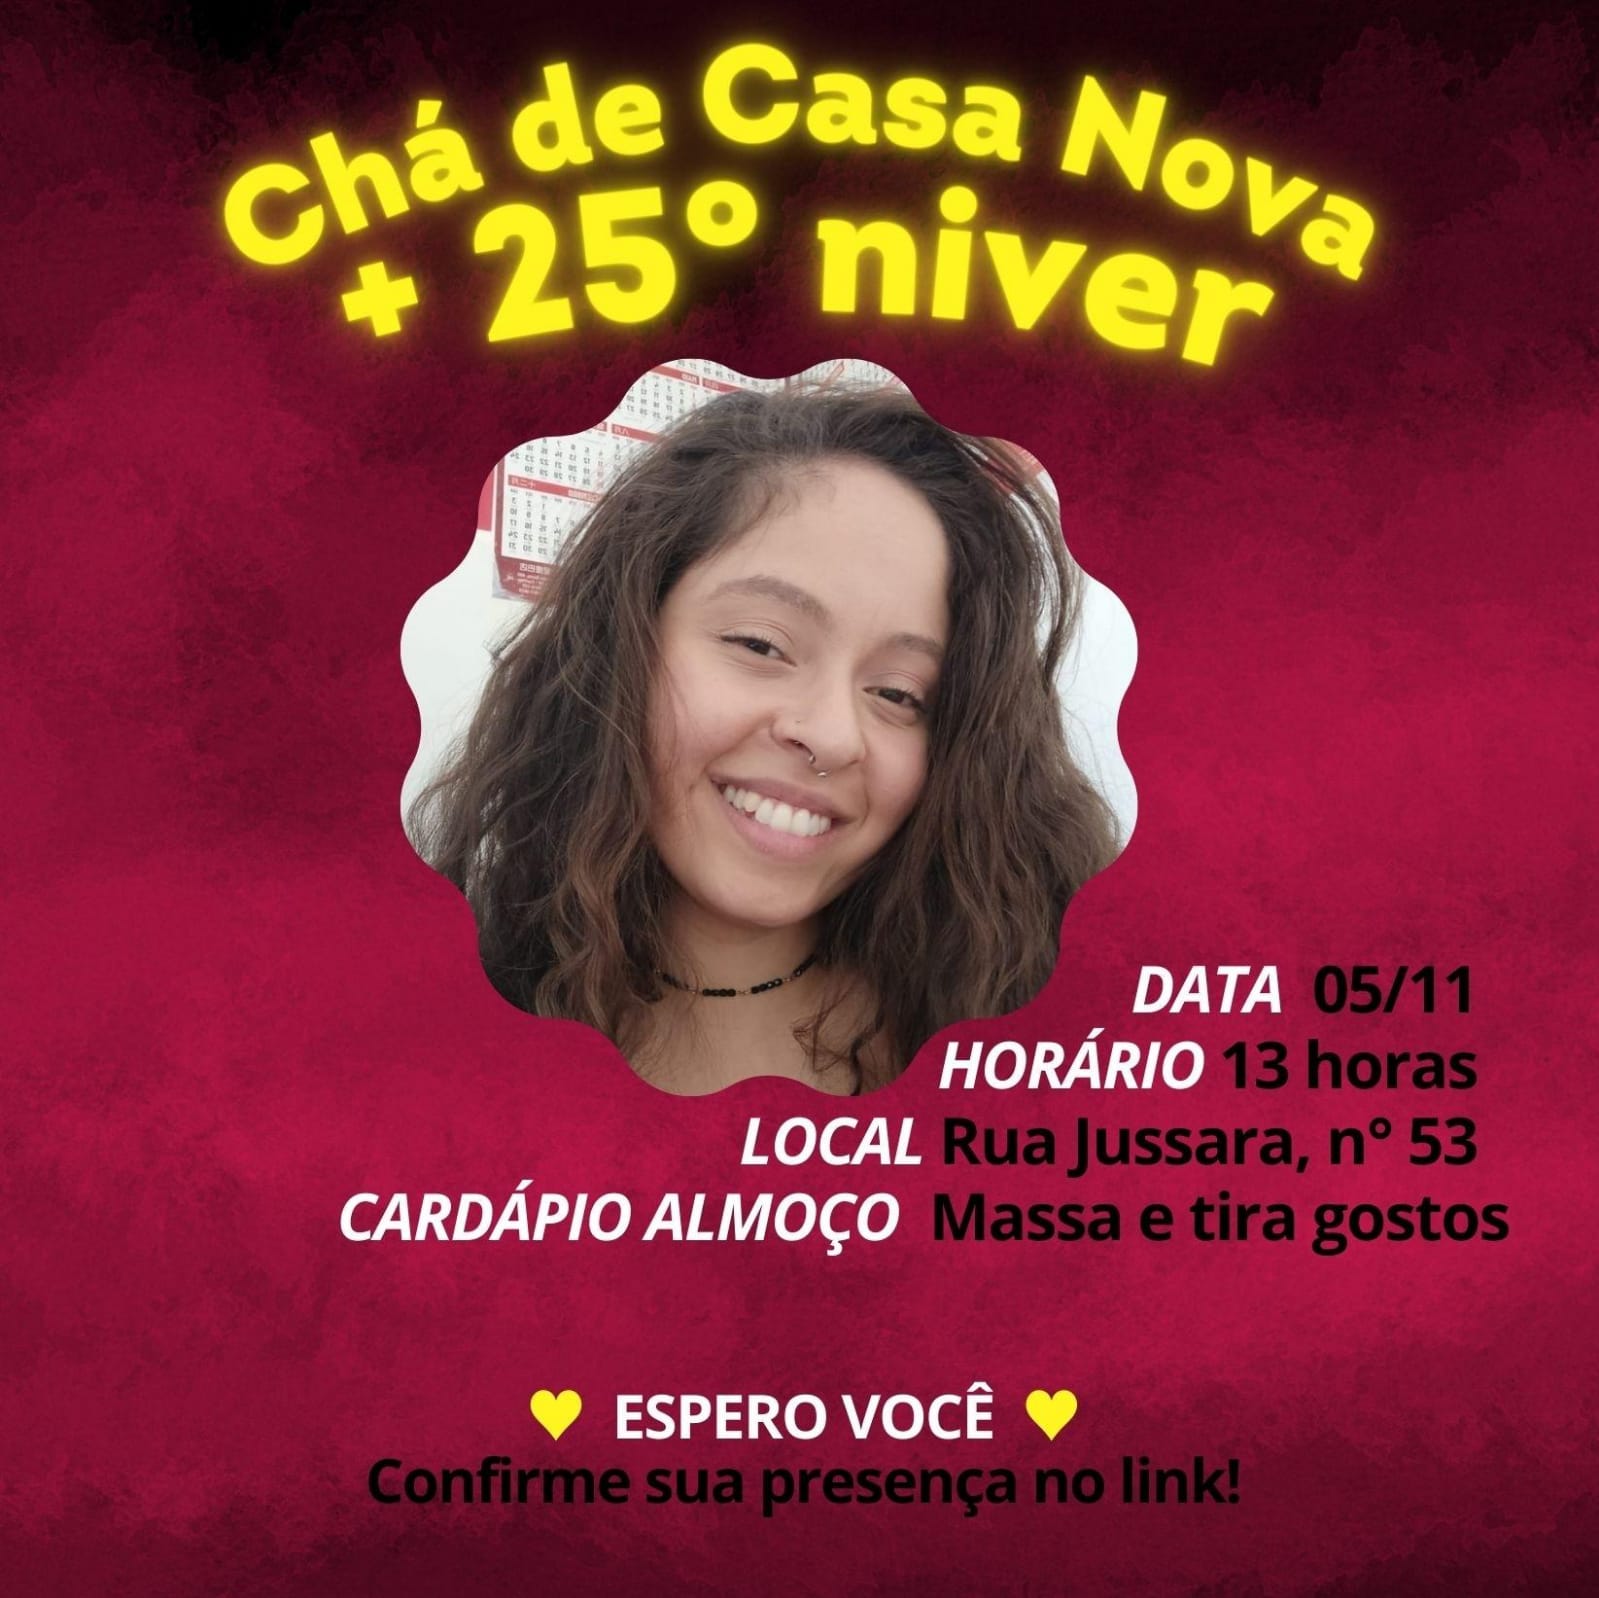 Chá de Casa Nova
+ 25º niver
DATA 05/11
HORÁRIO 13 horas
LOCAL Rua Jussara, n° 53
CARDÁPIO ALMOÇO Massa e tira gostos
ESPERO VOCÊ
Confirme sua presença no link!